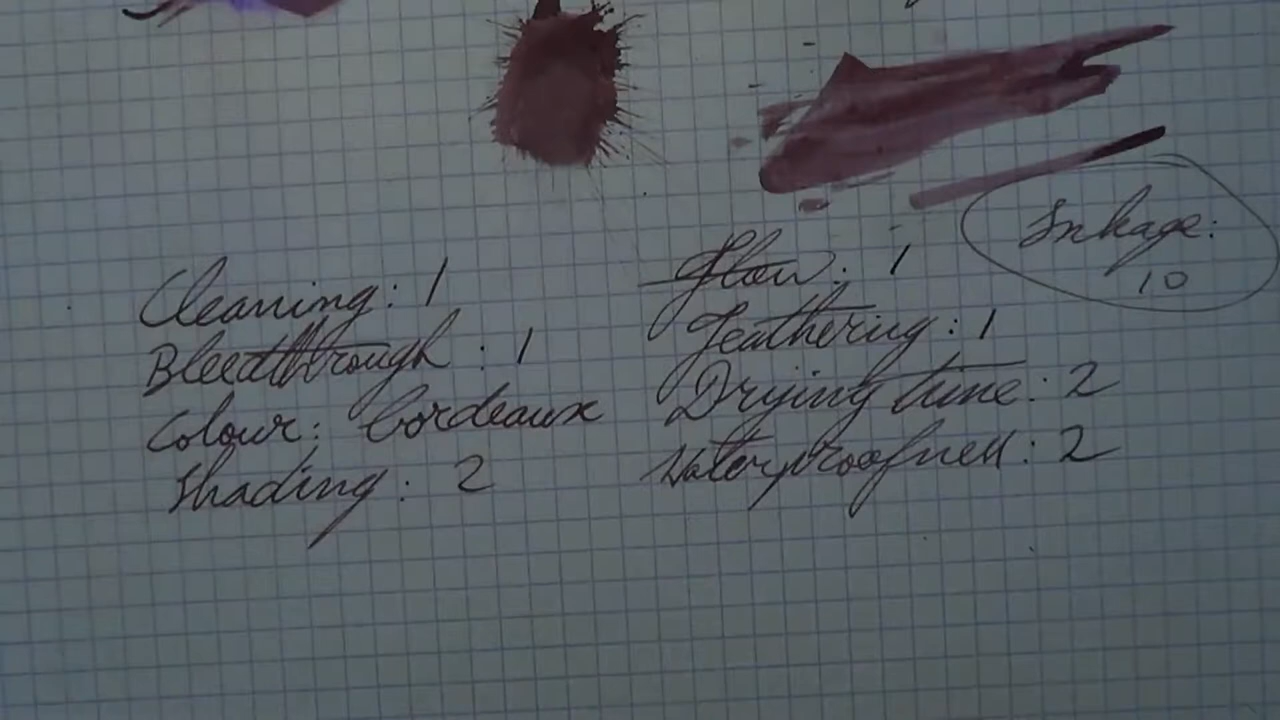 Inkage:
10
Cleaning: 1
Bleedthrough: 1
Colour: bordeaux
Shading: 2
Flow: 1
Feathering: 1
Drying time: 2
Waterproofness: 2